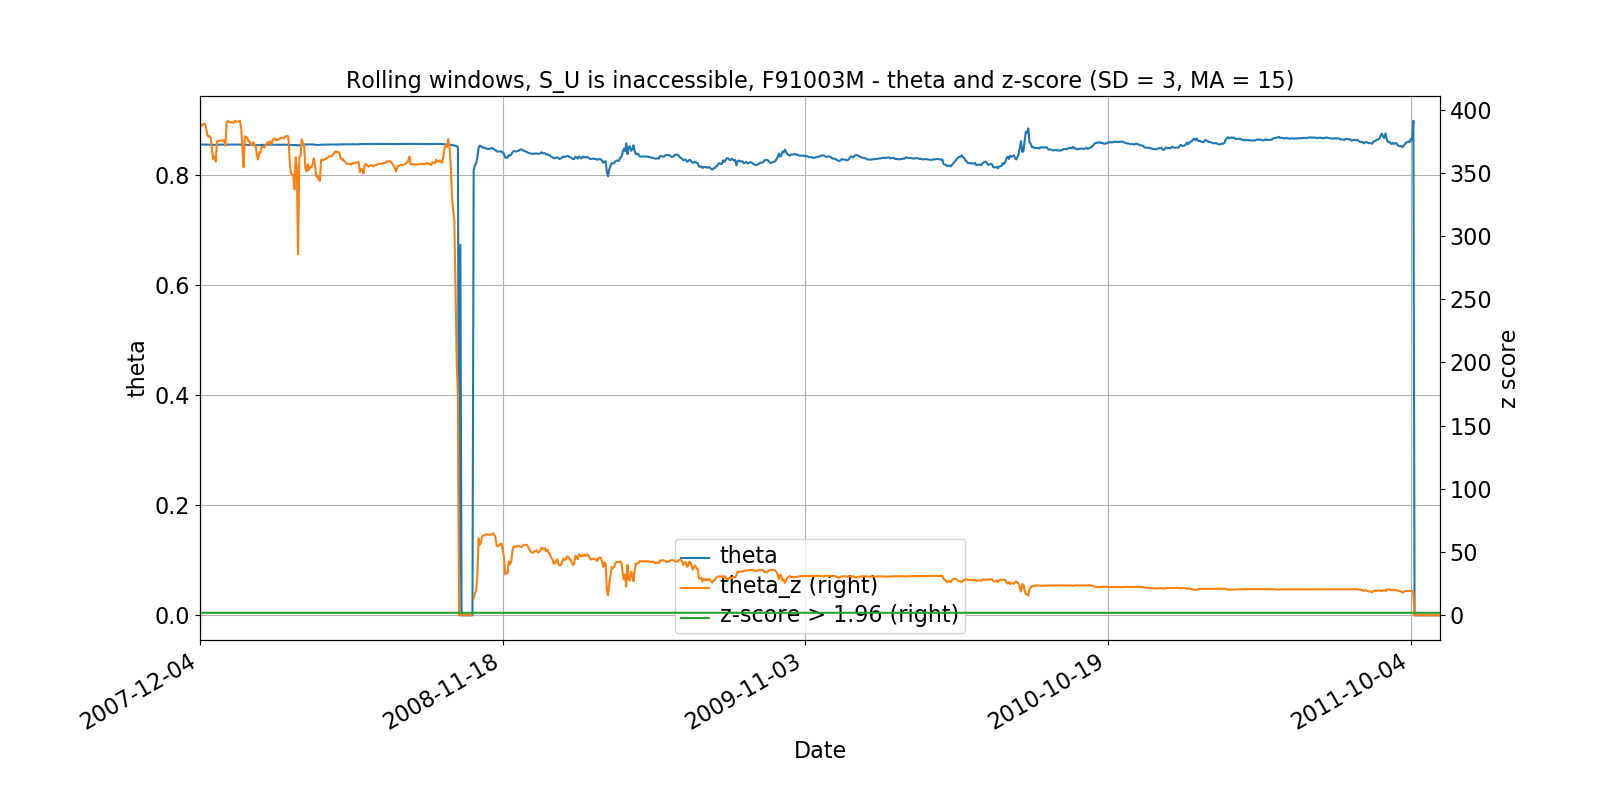 Rolling windows, S_U is inaccessible, F91003M - theta and z-score (SD = 3, MA = 15)
400
350
300
250
200
150
100
50
0
z score
0.8
0.6
0.4
0.2
0.0
theta
theta
theta_z (right)
z-score > 1.96 (right)
2007-12-04
2008-11-18
2009-11-03
2010-10-19
2011-10-04
Date